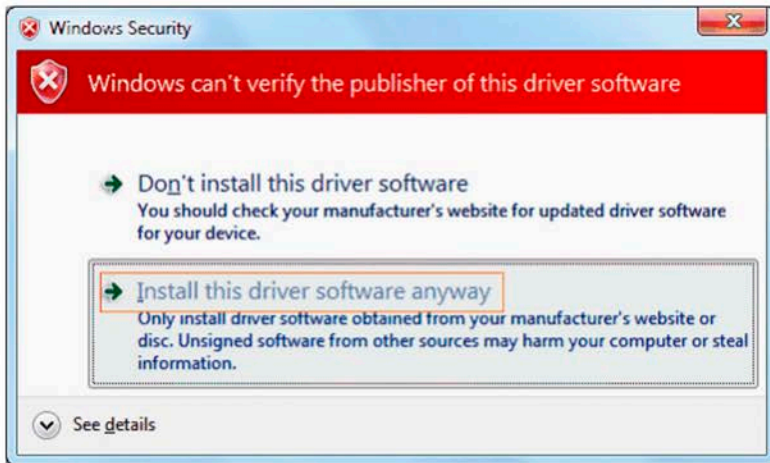 Windows Security
Windows can't verify the publisher of this driver software
Don't install this driver software
You should check your manufacturer's website for updated driver software
for your device.
Install this driver software anyway
Only install driver software obtained from your manufacturer's website or
disc. Unsigned software from other sources may harm your computer or steal
information.
See details